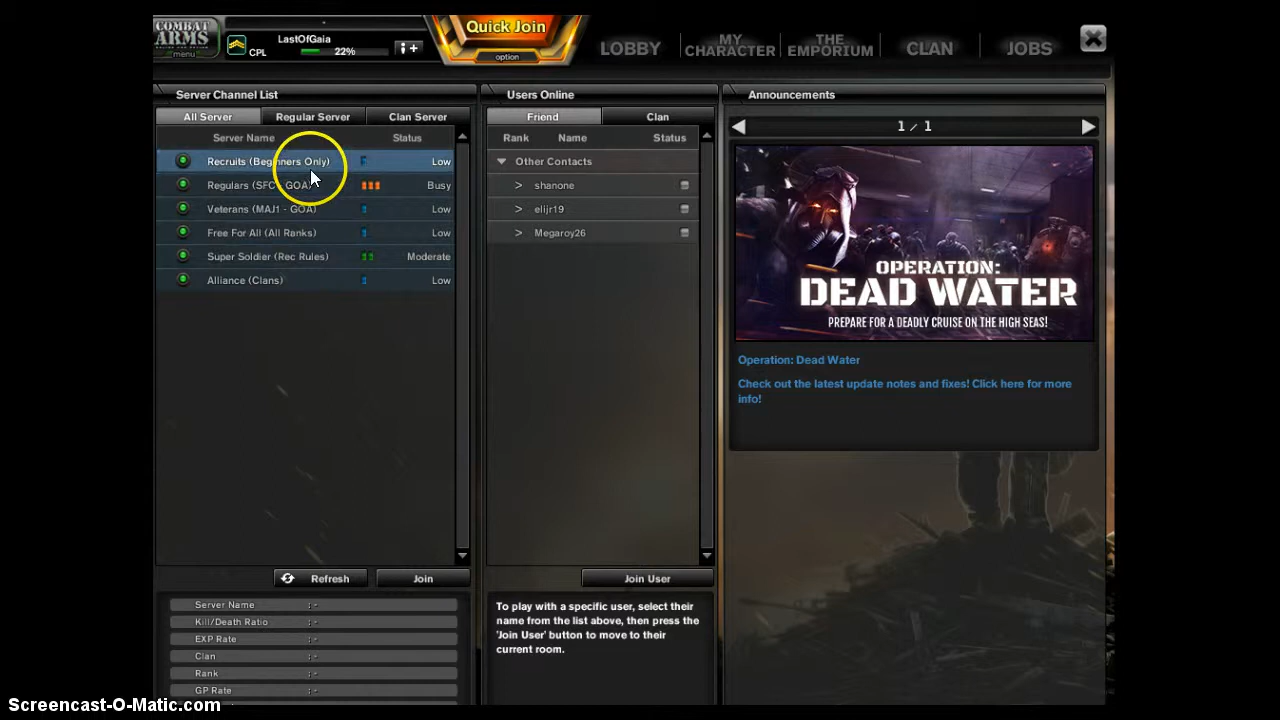 COMBAT
ARMS
menu
CPL
LastOfGaia
22%
Quick Join
option
LOBBY
MY
CHARACTER
THE
EMPORIUM
CLAN
JOBS
Server Channel List
All Server
Regular Server
Clan Server
Server Name
Status
Recruits (Beginners Only)
Low
Regulars (SFC - GOA)
Busy
Veterans (MAJ1 - GOA)
Low
Free For All (All Ranks)
Low
Super Soldier (Rec Rules)
Moderate
Alliance (Clans)
Low
Refresh
Join
Server Name : -
Kill/Death Ratio : -
EXP Rate : -
Clan : -
Rank : -
GP Rate : -
Users Online
Friend
Clan
Rank
Name
Status
Other Contacts
> shanone
> elijr19
> Megaroy26
Join User
To play with a specific user, select their
name from the list above, then press the
'Join User' button to move to their
current room.
Announcements
1 / 1
OPERATION:
DEAD WATER
PREPARE FOR A DEADLY CRUISE ON THE HIGH SEAS!
Operation: Dead Water
Check out the latest update notes and fixes! Click here for more
info!
Screencast-O-Matic.com